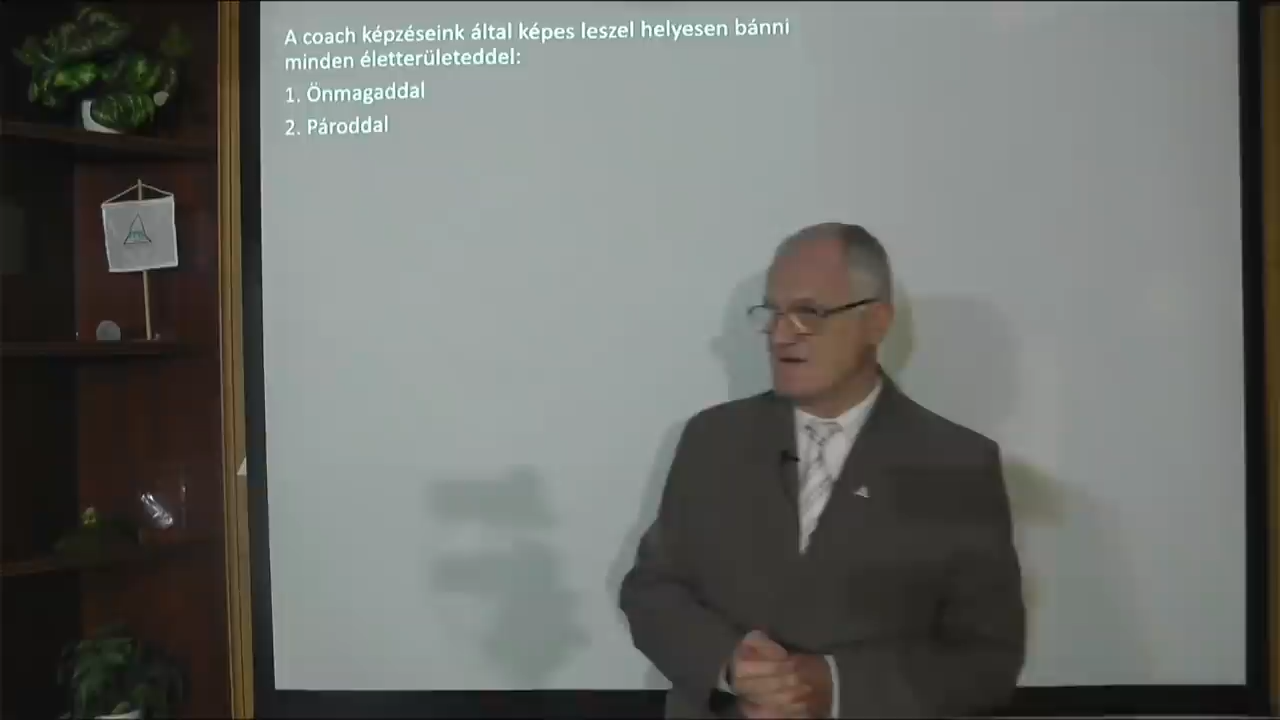 A coach képzéseink által képes leszel helyesen bánni
minden életterületeddel:
1. Önmagaddal
2. Pároddal